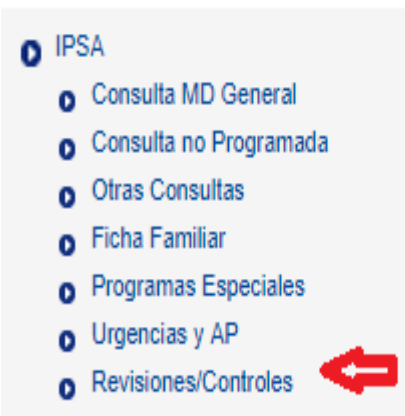 IPSA
Consulta MD General
Consulta no Programada
Otras Consultas
Ficha Familiar
Programas Especiales
Urgencias y AP
Revisiones/Controles